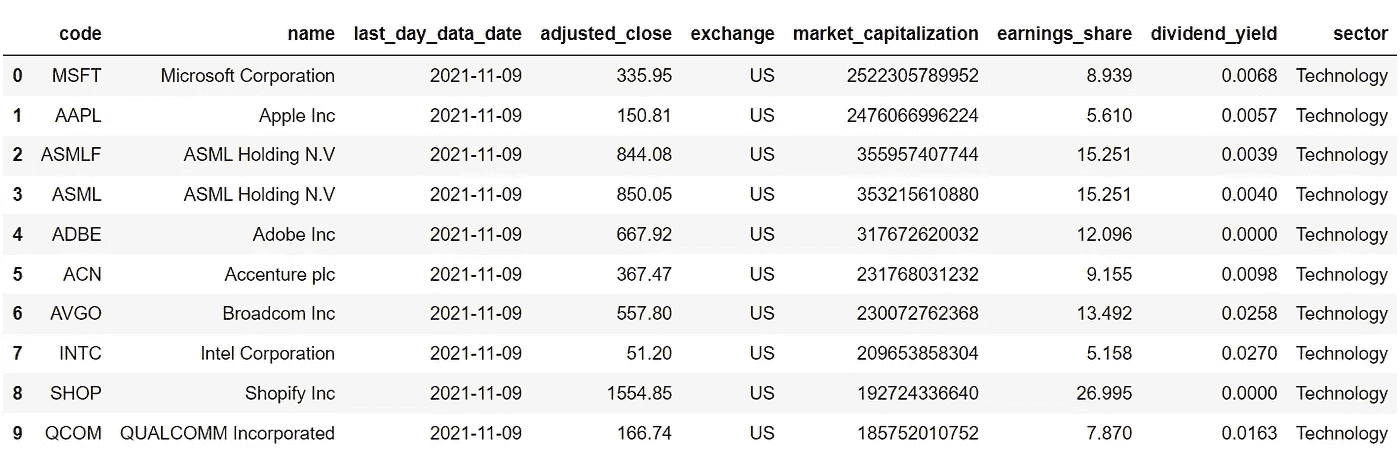 code name last_day_data_date adjusted_close exchange market_capitalization earnings_share dividend_yield sector
0 MSFT Microsoft Corporation 2021-11-09 335.95 US 2522305789952 8.939 0.0068 Technology
1 AAPL Apple Inc 2021-11-09 150.81 US 2476066996224 5.610 0.0057 Technology
2 ASMLF ASML Holding N.V 2021-11-09 844.08 US 355957407744 15.251 0.0039 Technology
3 ASML ASML Holding N.V 2021-11-09 850.05 US 353215610880 15.251 0.0040 Technology
4 ADBE Adobe Inc 2021-11-09 667.92 US 317672620032 12.096 0.0000 Technology
5 ACN Accenture plc 2021-11-09 367.47 US 231768031232 9.155 0.0098 Technology
6 AVGO Broadcom Inc 2021-11-09 557.80 US 230072762368 13.492 0.0258 Technology
7 INTC Intel Corporation 2021-11-09 51.20 US 209653858304 5.158 0.0270 Technology
8 SHOP Shopify Inc 2021-11-09 1554.85 US 192724336640 26.995 0.0000 Technology
9 QCOM QUALCOMM Incorporated 2021-11-09 166.74 US 185752010752 7.870 0.0163 Technology